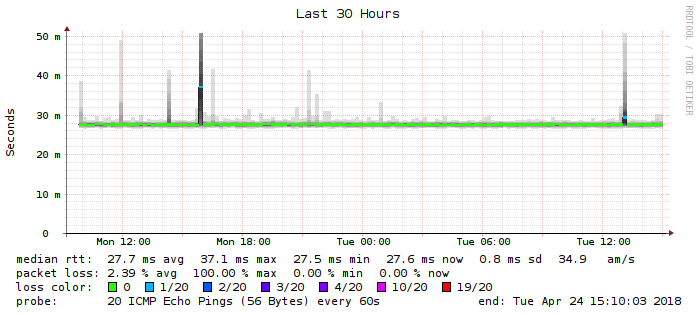 Last 30 Hours
RRDTOOL / TOBI OETIKER
Seconds
50 m
40 m
30 m
20 m
10 m
0
Mon 12:00 Mon 18:00 Tue 00:00 Tue 06:00 Tue 12:00
median rtt: 27.7 ms avg 37.1 ms max 27.5 ms min 27.6 ms now 0.8 ms sd 34.9 am/s
packet loss: 2.39 % avg 100.00 % max 0.00 % min 0.00 % now
loss color: 0 1/20 2/20 3/20 4/20 10/20 19/20
probe: 20 ICMP Echo Pings (56 Bytes) every 60s end: Tue Apr 24 15:10:03 2018